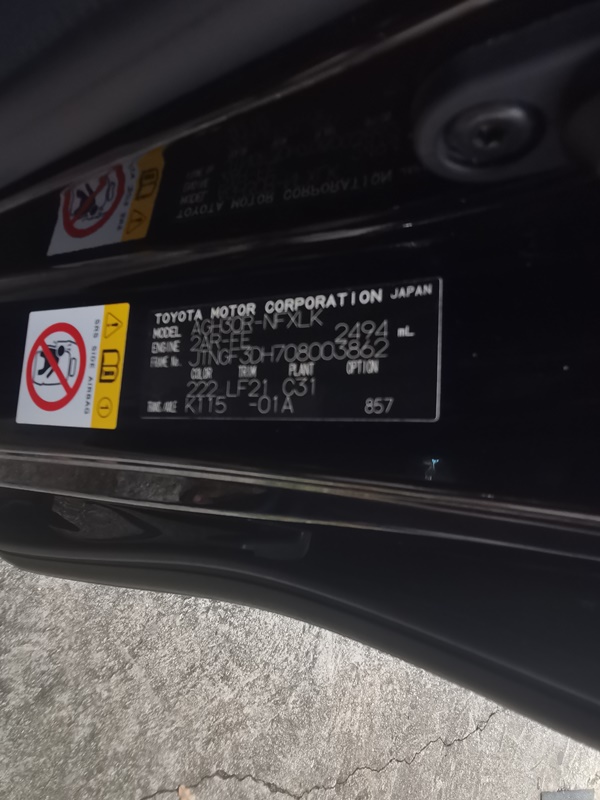 TOYOTA MOTOR CORPORATION JAPAN
MODEL AGH30R-NFXLK
ENGINE 2AR-FE 2494 mL
FRAME No. JTNGF3DH708003862
COLOR TRIM PLANT OPTION
222 LF21 C31
TRANS./AXLE K115 -01A 857
SRS SIDE AIRBAG
TOYOTA MOTOR CORPORATION